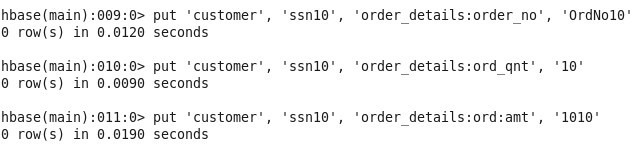 hbase(main):009:0> put 'customer', 'ssn10', 'order_details:order_no', 'OrdNo10'
0 row(s) in 0.0120 seconds
hbase(main):010:0> put 'customer', 'ssn10', 'order_details:ord_qnt', '10'
0 row(s) in 0.0090 seconds
hbase(main):011:0> put 'customer', 'ssn10', 'order_details:ord:amt', '1010'
0 row(s) in 0.0190 seconds